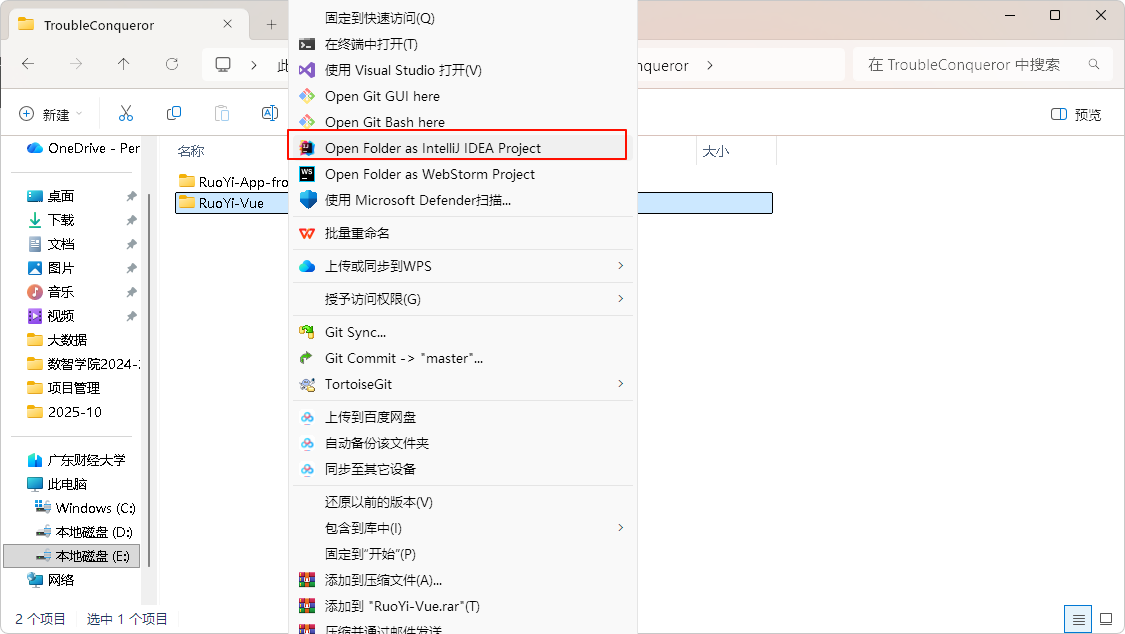 TroubleConqueror
此
nqueror
在 TroubleConqueror 中搜索
新建
预览
OneDrive - Per
桌面
下载
文档
图片
音乐
视频
大数据
数智学院2024-
项目管理
2025-10
广东财经大学
此电脑
Windows (C:)
本地磁盘 (D:)
本地磁盘 (E:)
网络
名称
大小
RuoYi-App-fro
RuoYi-Vue
固定到快速访问(Q)
在终端中打开(T)
使用 Visual Studio 打开(V)
Open Git GUI here
Open Git Bash here
Open Folder as IntelliJ IDEA Project
WS
Open Folder as WebStorm Project
使用 Microsoft Defender扫描...
批量重命名
上传或同步到WPS
授予访问权限(G)
Git Sync...
Git Commit -> "master"...
TortoiseGit
上传到百度网盘
自动备份该文件夹
同步至其它设备
还原以前的版本(V)
包含到库中(I)
固定到"开始"(P)
添加到压缩文件(A)...
添加到 "RuoYi-Vue.rar"(T)
压缩并通过邮件发送
2 个项目
选中 1 个项目